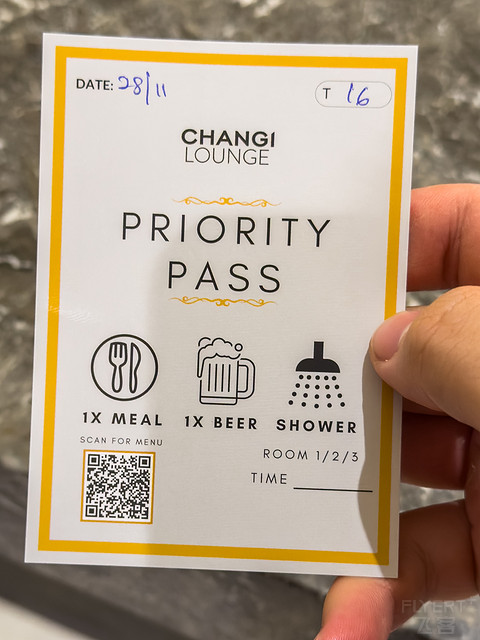 DATE: 28/11
T 16
CHANGI
LOUNGE
PRIORITY
PASS
1X MEAL
1X BEER
SHOWER
SCAN FOR MENU
ROOM 1/2/3
TIME
FLYERT
飞客